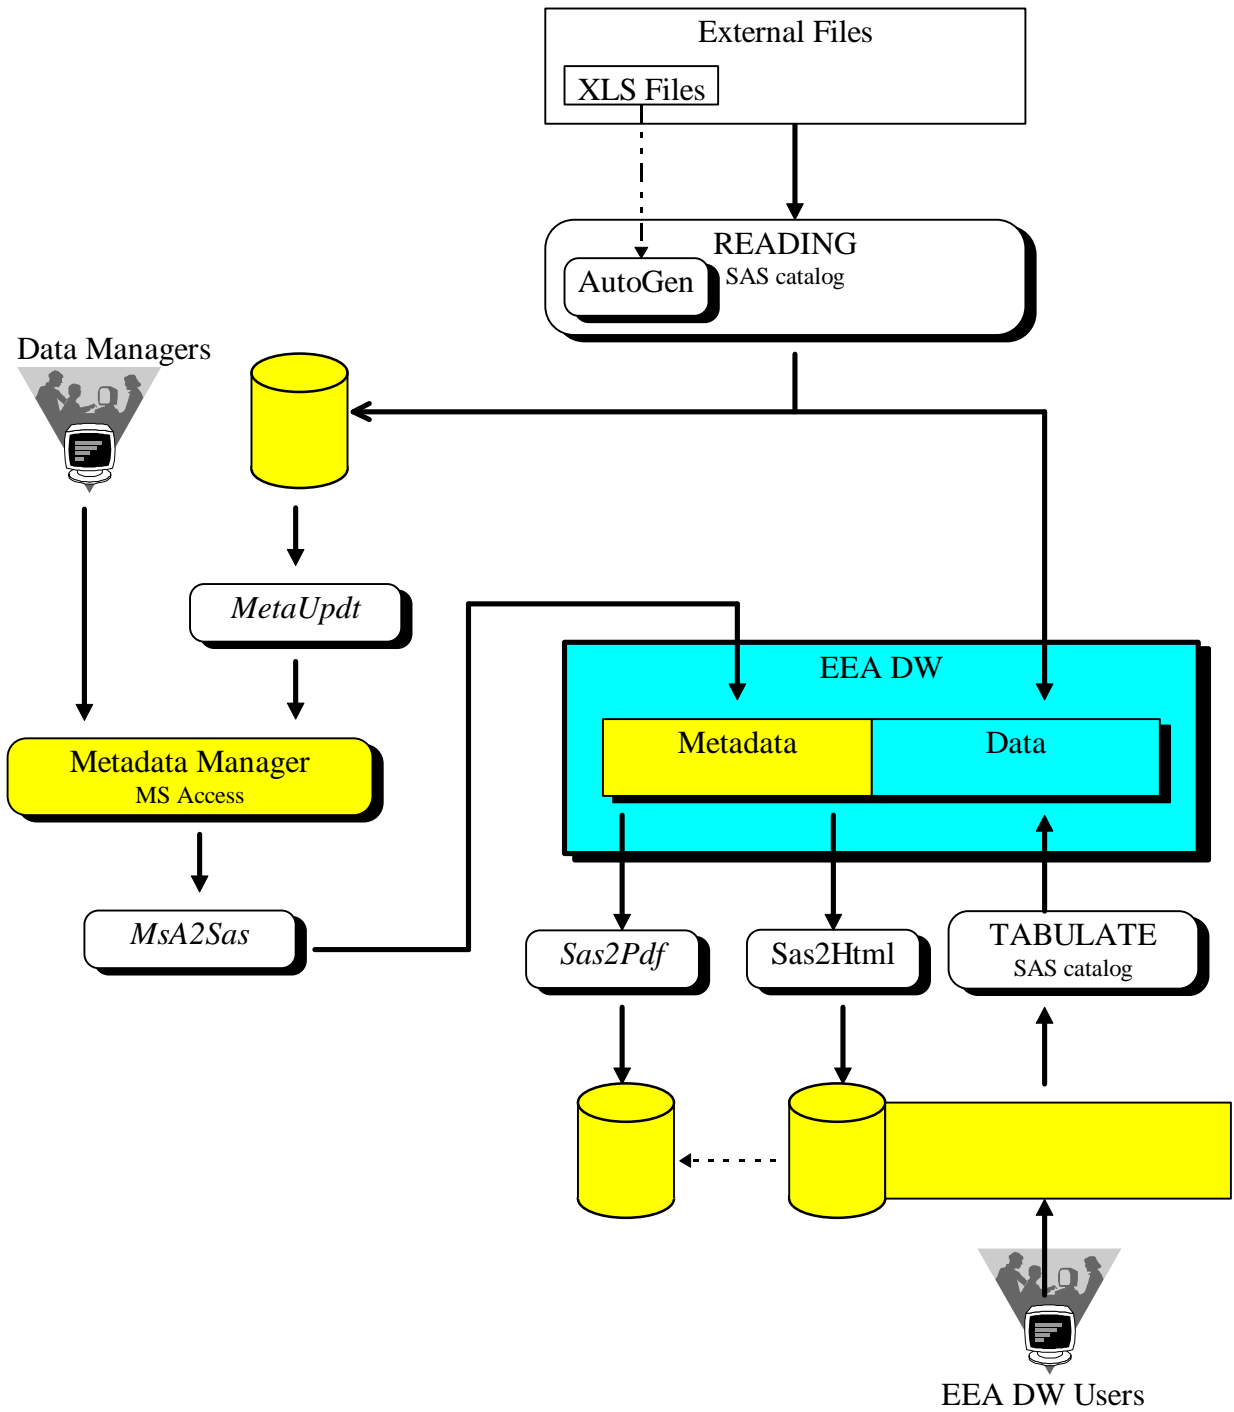 External Files
XLS Files
READING
SAS catalog
AutoGen
Data Managers
MetaUpdt
EEA DW
Metadata
Data
Metadata Manager
MS Access
MsA2Sas
Sas2Pdf
Sas2Html
TABULATE
SAS catalog
EEA DW Users